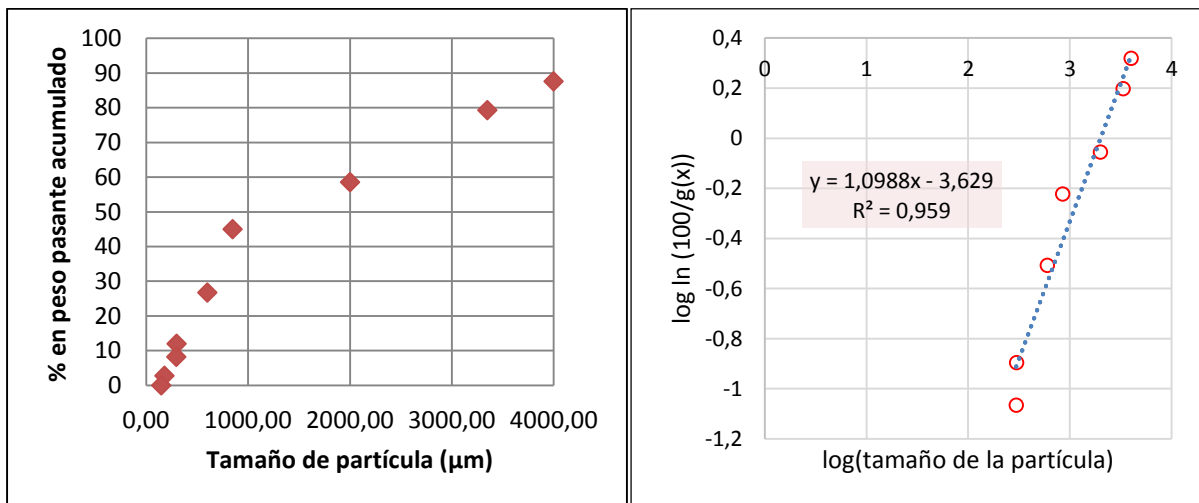 % en peso pasante acumulado
100
90
80
70
60
50
40
30
20
10
0
0,00 1000,00 2000,00 3000,00 4000,00
Tamaño de partícula (µm)
log ln (100/g(x))
0,4
0,2
0
-0,2
-0,4
-0,6
-0,8
-1
-1,2
0 1 2 3 4
y = 1,0988x - 3,629
R² = 0,959
log(tamaño de la partícula)